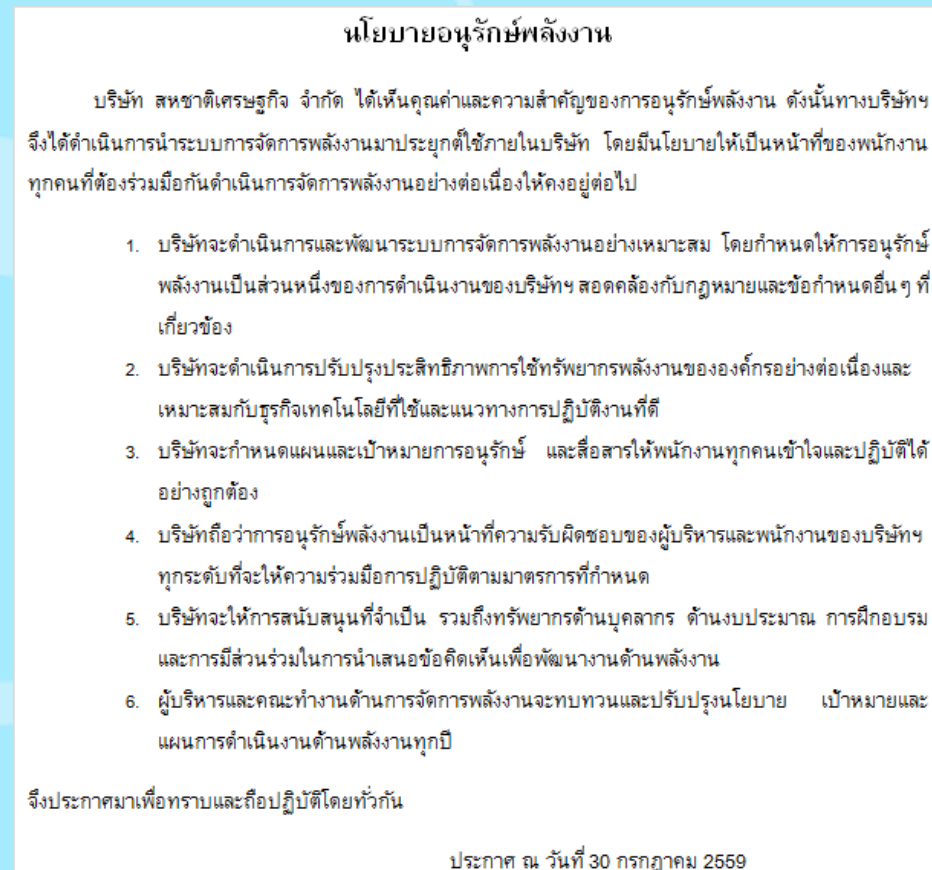 นโยบายอนุรักษ์พลังงาน
บริษัท สหชาติเศรษฐกิจ จำกัด ได้เห็นคุณค่าและความสำคัญของการอนุรักษ์พลังงาน ดังนั้นทางบริษัทฯ
จึงได้ดำเนินการนำระบบการจัดการพลังงานมาประยุกต์ใช้ภายในบริษัท โดยมีนโยบายให้เป็นหน้าที่ของพนักงาน
ทุกคนที่ต้องร่วมมือกันดำเนินการจัดการพลังงานอย่างต่อเนื่องให้คงอยู่ต่อไป
1. บริษัทจะดำเนินการและพัฒนาระบบการจัดการพลังงานอย่างเหมาะสม โดยกำหนดให้การอนุรักษ์
พลังงานเป็นส่วนหนึ่งของการดำเนินงานของบริษัทฯ สอดคล้องกับกฎหมายและข้อกำหนดอื่น ๆ ที่
เกี่ยวข้อง
2. บริษัทจะดำเนินการปรับปรุงประสิทธิภาพการใช้ทรัพยากรพลังงานขององค์กรอย่างต่อเนื่องและ
เหมาะสมกับธุรกิจเทคโนโลยีที่ใช้และแนวทางการปฏิบัติงานที่ดี
3. บริษัทจะกำหนดแผนและเป้าหมายการอนุรักษ์ และสื่อสารให้พนักงานทุกคนเข้าใจและปฏิบัติได้
อย่างถูกต้อง
4. บริษัทถือว่าการอนุรักษ์พลังงานเป็นหน้าที่ความรับผิดชอบของผู้บริหารและพนักงานของบริษัทฯ
ทุกระดับที่จะให้ความร่วมมือการปฏิบัติตามมาตรการที่กำหนด
5. บริษัทจะให้การสนับสนุนที่จำเป็น รวมถึงทรัพยากรด้านบุคลากร ด้านงบประมาณ การฝึกอบรม
และการมีส่วนร่วมในการนำเสนอข้อคิดเห็นเพื่อพัฒนางานด้านพลังงาน
6. ผู้บริหารและคณะทำงานด้านการจัดการพลังงานจะทบทวนและปรับปรุงนโยบาย เป้าหมายและ
แผนการดำเนินงานด้านพลังงานทุกปี
จึงประกาศมาเพื่อทราบและถือปฏิบัติโดยทั่วกัน
ประกาศ ณ วันที่ 30 กรกฎาคม 2559